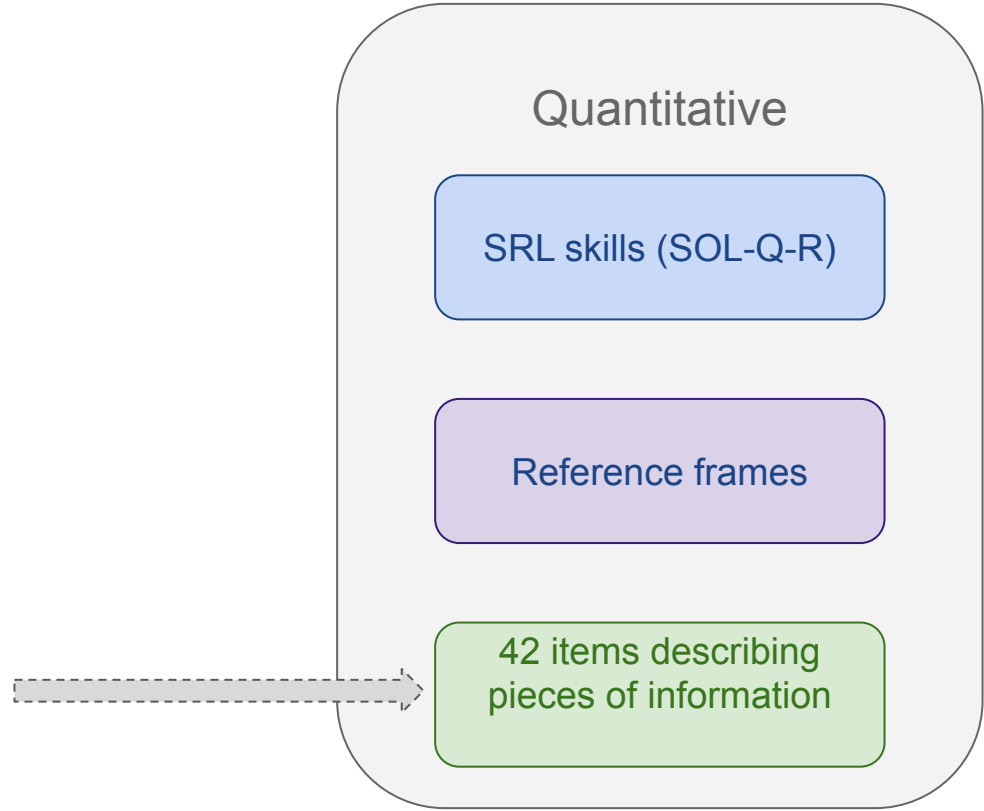 Quantitative
SRL skills (SOL-Q-R)
Reference frames
42 items describing
pieces of information